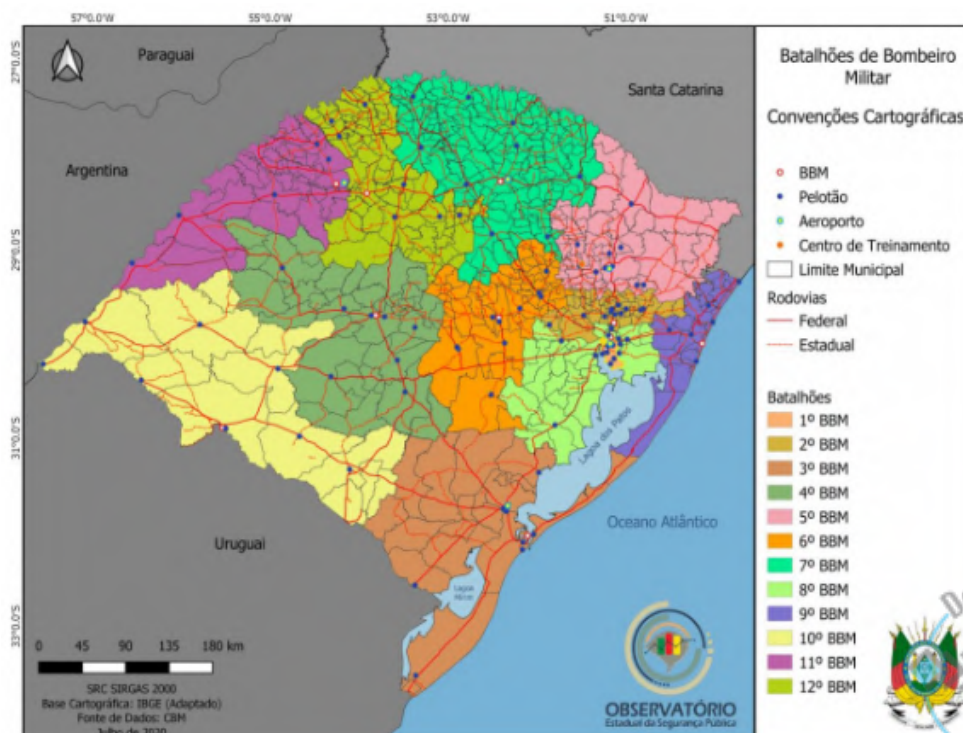 57°0.0'W
55°0.0'W
53°0.0'W
51°0.0'W
27°0.0'S
29°0.0'S
31°0.0'S
33°0.0'S
Paraguai
Santa Catarina
Argentina
Uruguai
Lagoa dos Patos
Lagoa
Oceano Atlântico
0 45 90 135 180 km
SRC SIRGAS 2000
Base Cartográfica: IBGE (Adaptado)
Fonte de Dados: CBM
Julho de 2020
OBSERVATÓRIO
Estadual da Segurança Pública
Batalhões de Bombeiro
Militar
Convenções Cartográficas
BBM
Pelotão
Aeroporto
Centro de Treinamento
Limite Municipal
Rodovias
Federal
Estadual
Batalhões
1º BBM
2º BBM
3º BBM
4º BBM
5º BBM
6º BBM
7º BBM
8º BBM
9º BBM
10º BBM
11º BBM
12º BBM